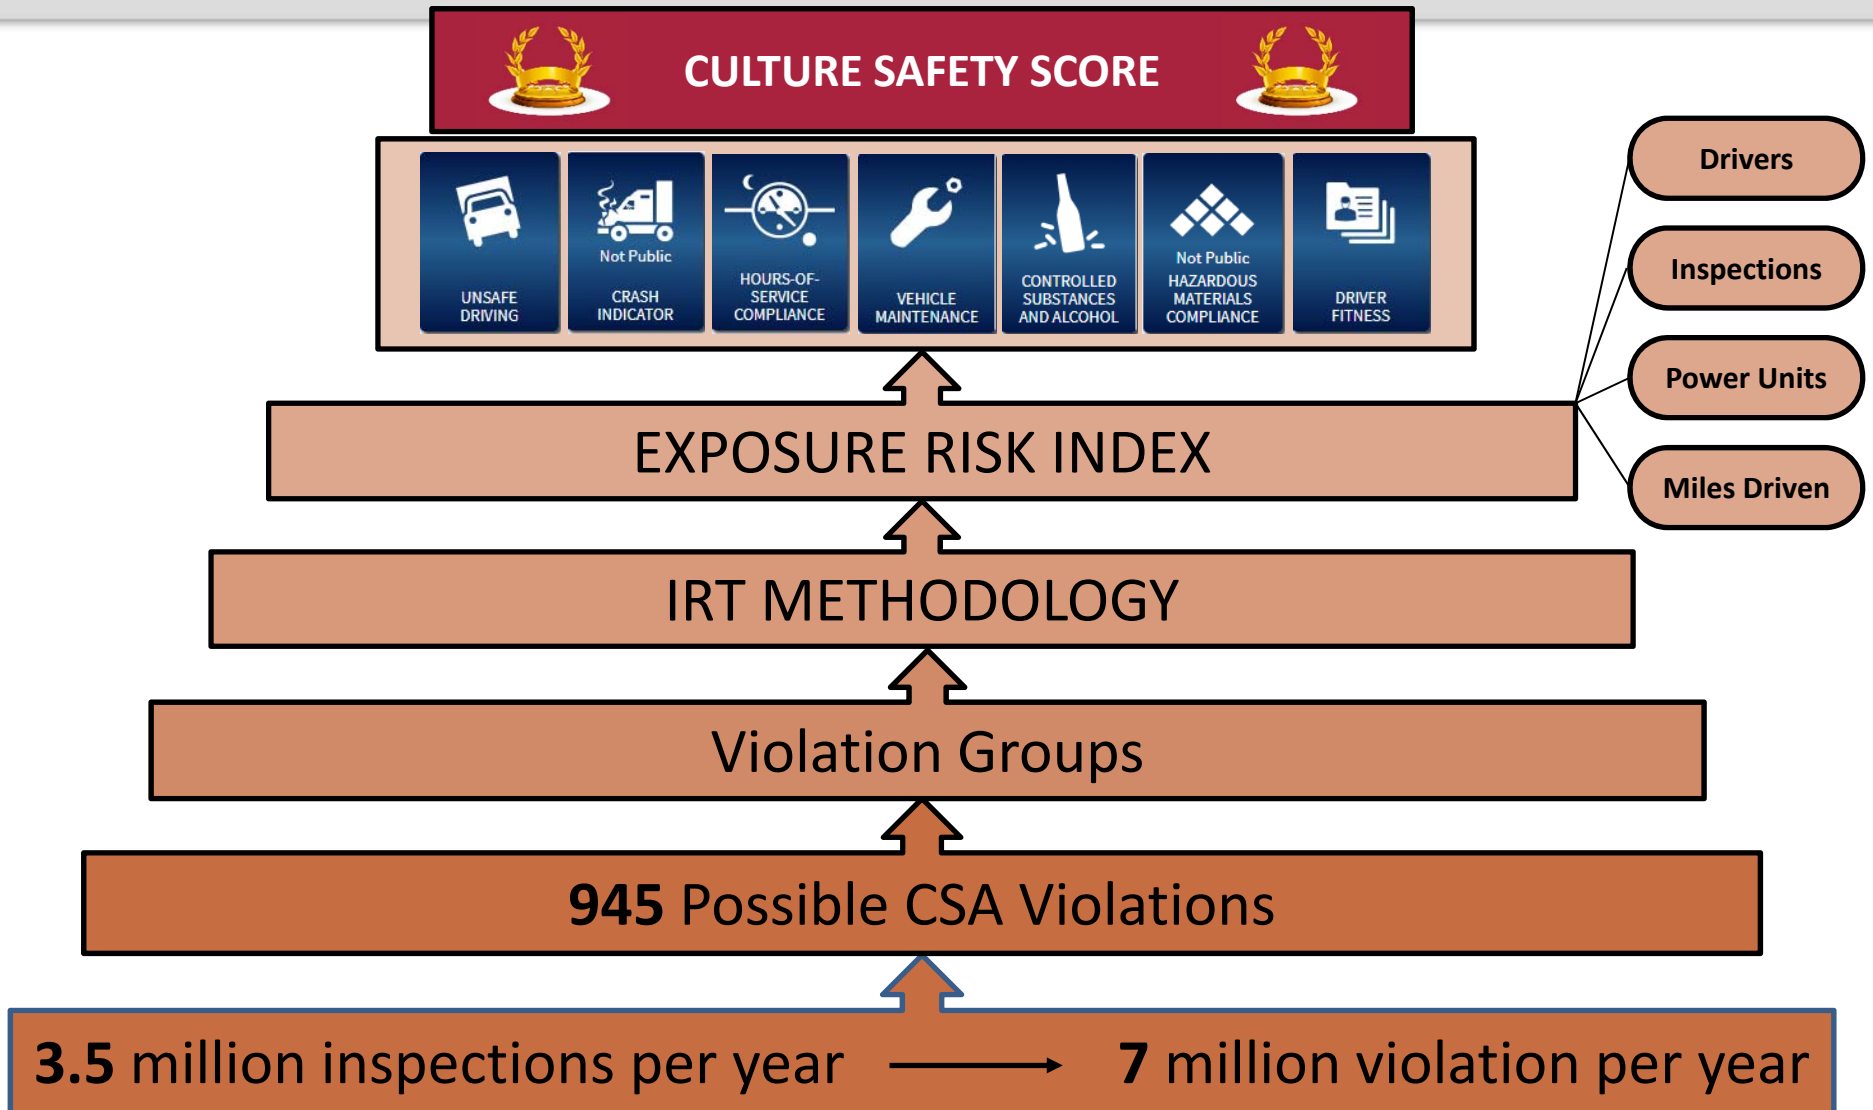 CULTURE SAFETY SCORE
UNSAFE
DRIVING
Not Public
CRASH
INDICATOR
HOURS-OF-
SERVICE
COMPLIANCE
VEHICLE
MAINTENANCE
CONTROLLED
SUBSTANCES
AND ALCOHOL
Not Public
HAZARDOUS
MATERIALS
COMPLIANCE
DRIVER
FITNESS
Drivers
Inspections
Power Units
Miles Driven
EXPOSURE RISK INDEX
IRT METHODOLOGY
Violation Groups
945 Possible CSA Violations
3.5 million inspections per year
7 million violation per year